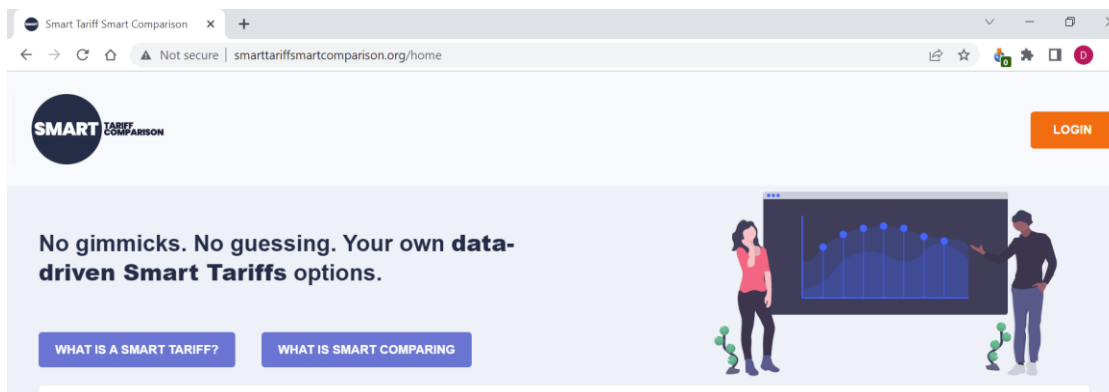 Smart Tariff Smart Comparison
Not secure | smarttariffsmartcomparison.org/home
0
D
SMART TARIFF
COMPARISON
LOGIN
No gimmicks. No guessing. Your own data-
driven Smart Tariffs options.
WHAT IS A SMART TARIFF?
WHAT IS SMART COMPARING